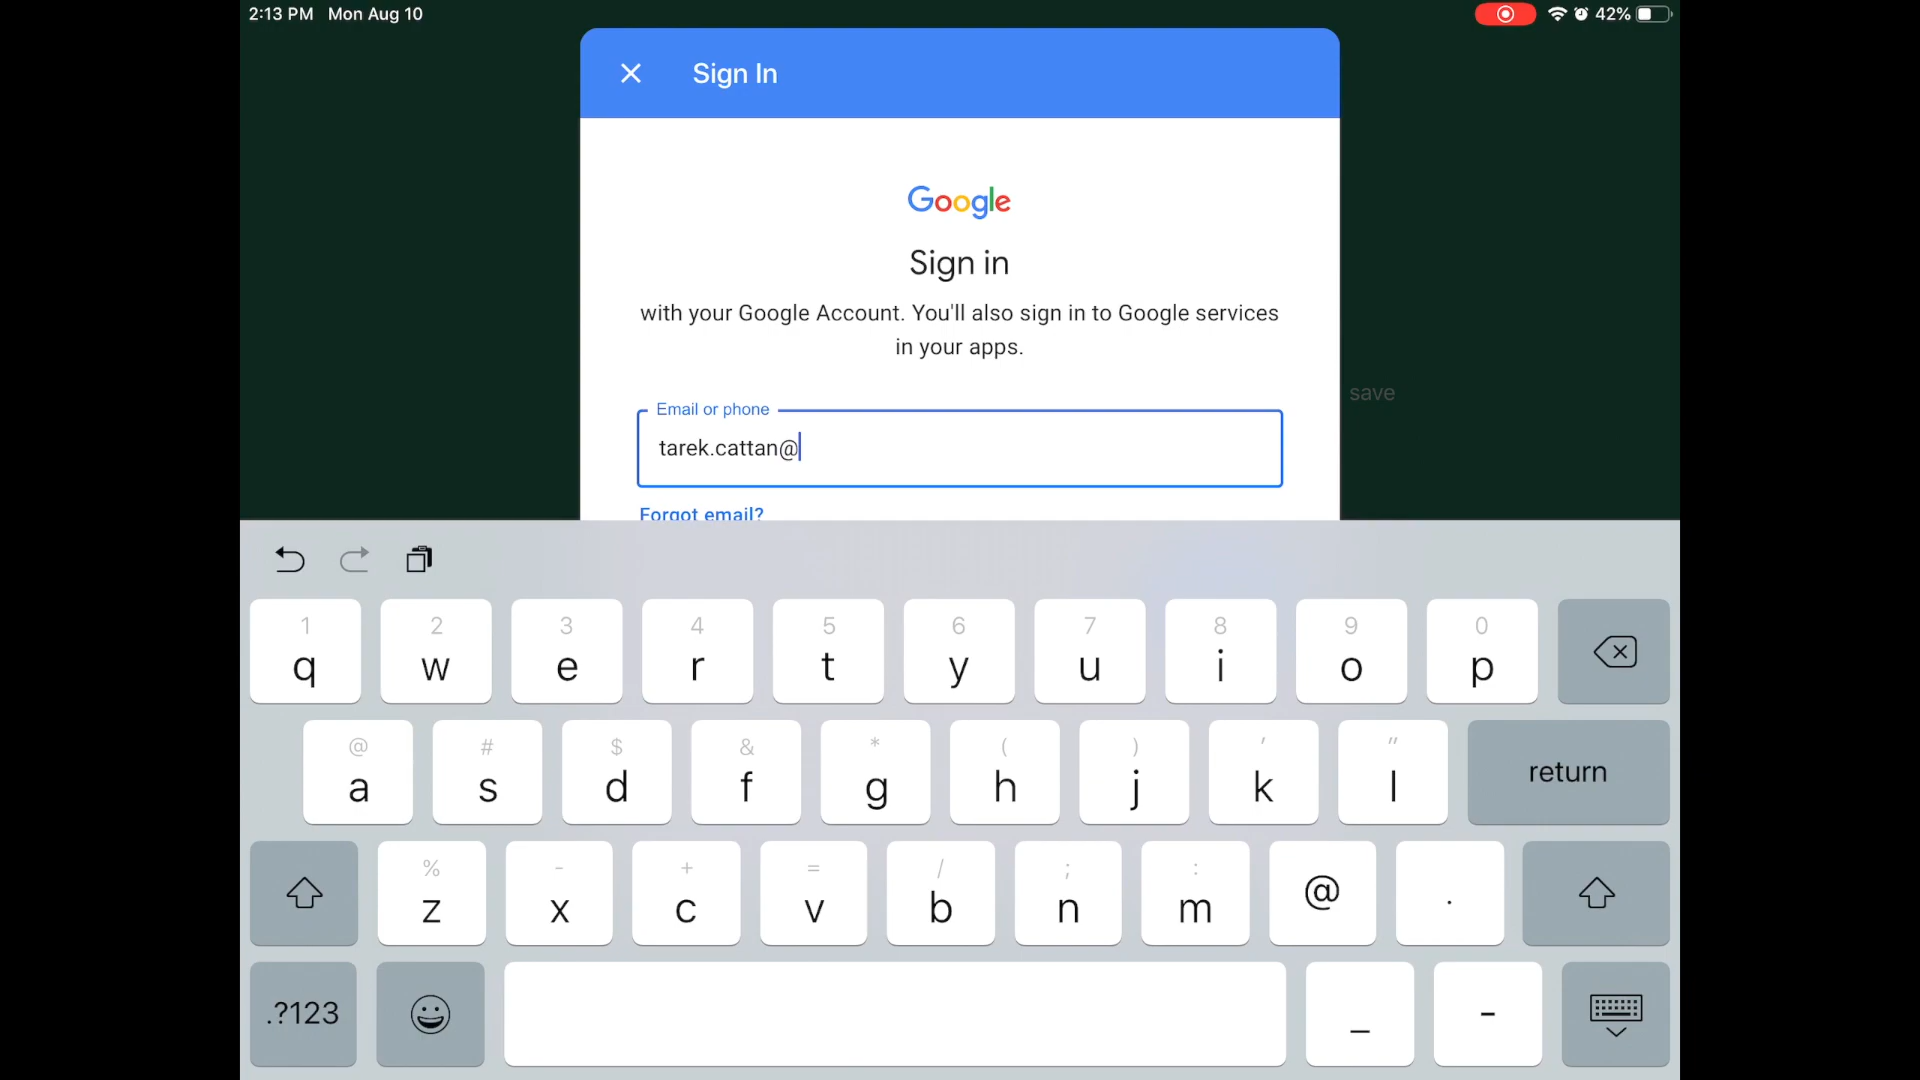 2:13 PM Mon Aug 10
42%
Sign In
Google
Sign in
with your Google Account. You'll also sign in to Google services
in your apps.
save
Email or phone
tarek.cattan@
Forgot email?
1 2 3 4 5 6 7 8 9 0
q w e r t y u i o p
@ # $ & * ( ) ' "
a s d f g h j k l return
% - + = / ; :
z x c v b n m @ .
.?123 _ -